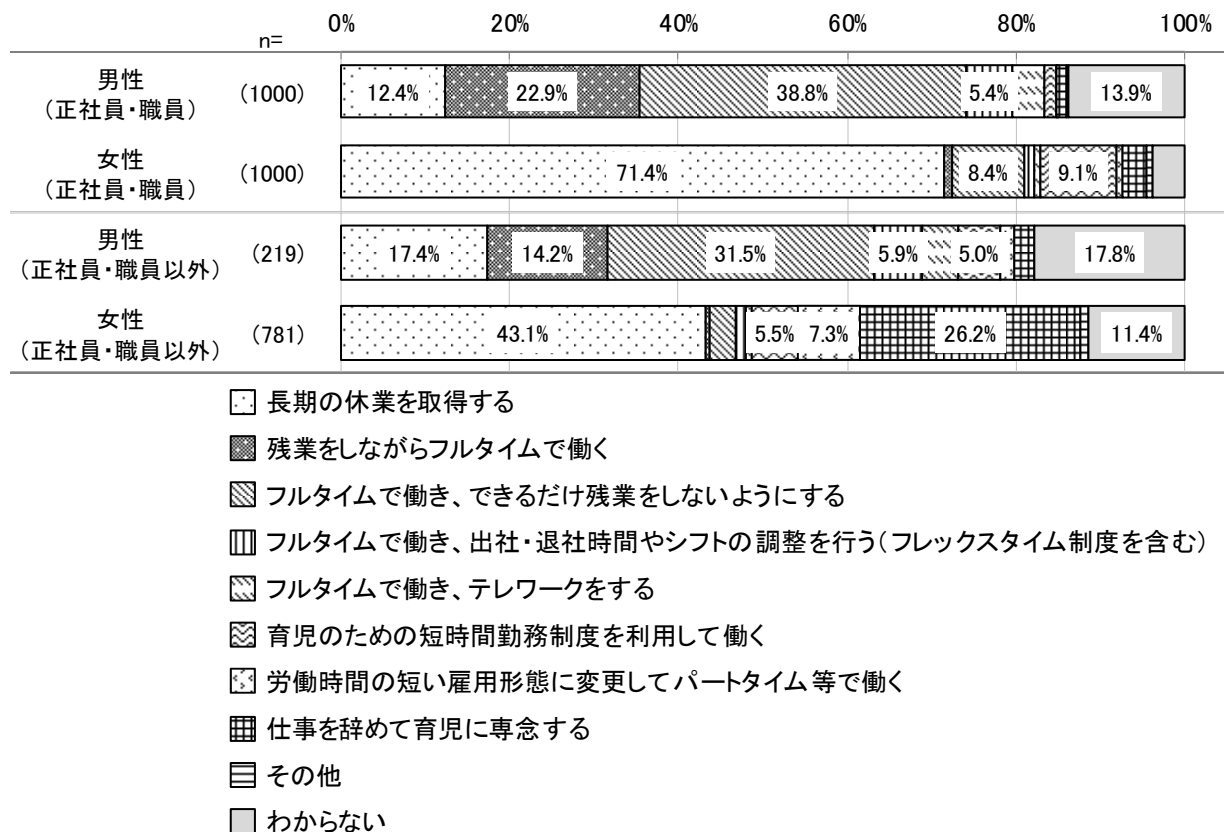 0% 20% 40% 60% 80% 100%
n=
男性
(正社員・職員)
(1000)
12.4% 22.9% 38.8% 5.4% 13.9%
女性
(正社員・職員)
(1000)
71.4% 8.4% 9.1%
男性
(正社員・職員以外)
(219)
17.4% 14.2% 31.5% 5.9% 5.0% 17.8%
女性
(正社員・職員以外)
(781)
43.1% 5.5% 7.3% 26.2% 11.4%
長期の休業を取得する
残業をしながらフルタイムで働く
フルタイムで働き、できるだけ残業をしないようにする
フルタイムで働き、出社・退社時間やシフトの調整を行う(フレックスタイム制度を含む)
フルタイムで働き、テレワークをする
育児のための短時間勤務制度を利用して働く
労働時間の短い雇用形態に変更してパートタイム等で働く
仕事を辞めて育児に専念する
その他
わからない